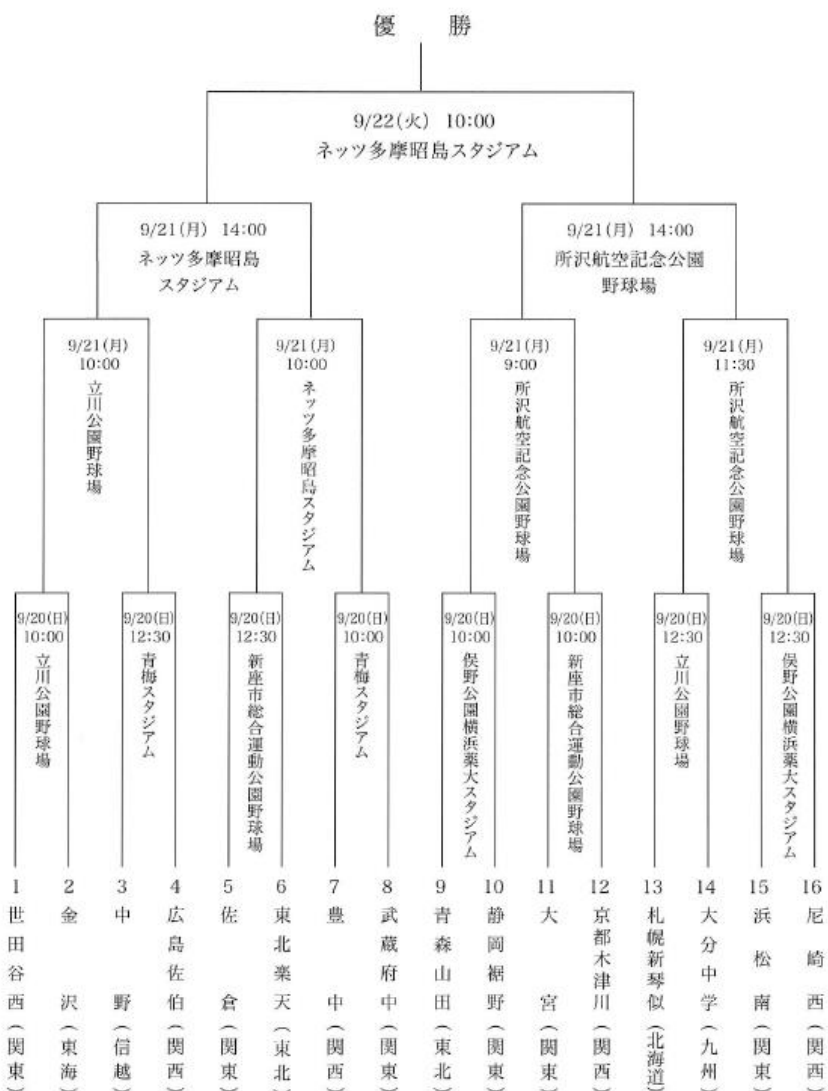 優 勝
9/22(火) 10:00
ネッツ多摩昭島スタジアム
9/21(月) 14:00
ネッツ多摩昭島
スタジアム
9/21(月) 14:00
所沢航空記念公園
野球場
9/21(月)
10:00
立川公園野球場
9/21(月)
10:00
ネッツ多摩昭島スタジアム
9/21(月)
9:00
所沢航空記念公園野球場
9/21(月)
11:30
所沢航空記念公園野球場
9/20(日)
10:00
立川公園野球場
9/20(日)
12:30
青梅スタジアム
9/20(日)
12:30
新座市総合運動公園野球場
9/20(日)
10:00
青梅スタジアム
9/20(日)
10:00
俣野公園横浜薬大スタジアム
9/20(日)
10:00
新座市総合運動公園野球場
9/20(日)
12:30
立川公園野球場
9/20(日)
12:30
俣野公園横浜薬大スタジアム
1 世田谷西(関東)
2 金沢(東海)
3 中野(信越)
4 広島佐伯(関西)
5 佐倉(関東)
6 東北楽天(東北)
7 豊中(関西)
8 武蔵府中(関東)
9 青森山田(東北)
10 静岡裾野(関東)
11 大宮(関東)
12 京都木津川(関西)
13 札幌新琴似(北海道)
14 大分中学(九州)
15 浜松南(関東)
16 尼崎西(関西)